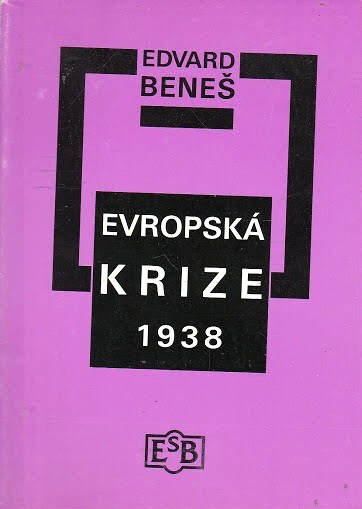 EDVARD
BENEŠ
EVROPSKÁ
KRIZE
1938
ESB